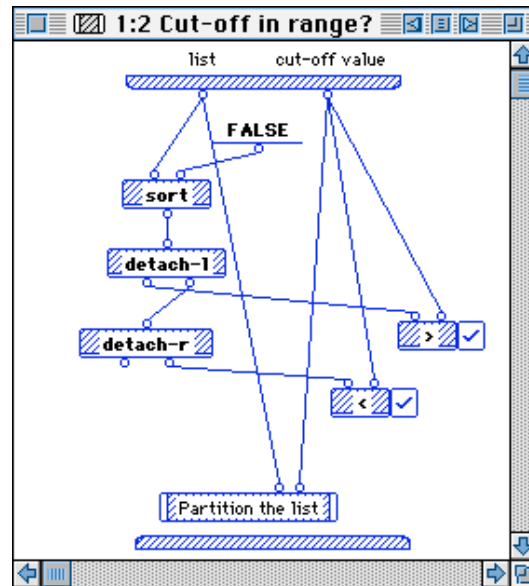 1:2 Cut-off in range?
list cut-off value
FALSE
sort
detach-l
>
detach-r
<
Partition the list